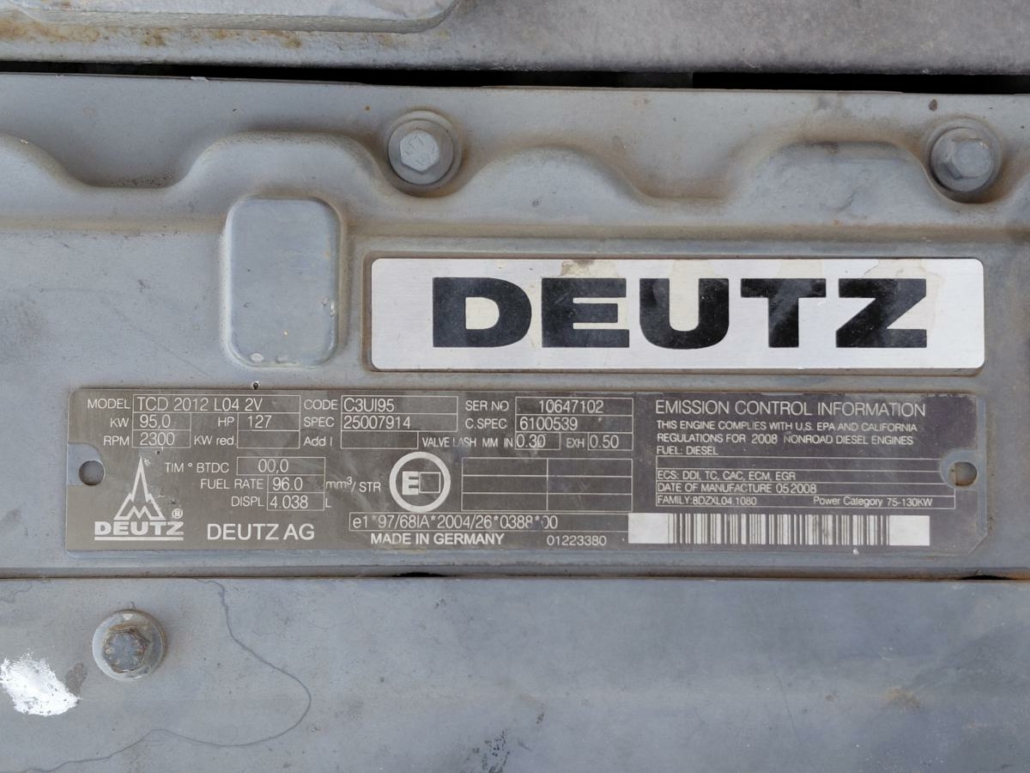 DEUTZ
MODEL TCD 2012 L04 2V CODE C3UI95 SER NO 10647102
KW 95,0 HP 127 SPEC 25007914 C.SPEC 6100539
RPM 2300 KW red. Add I VALVE LASH MM IN 0.30 EXH 0.50
TIM ° BTDC 00,0
FUEL RATE 96.0 mm³/STR
DISPL 4.038 L
E
DEUTZ ®
DEUTZ AG
e1*97/68IA*2004/26*0388*00
MADE IN GERMANY 01223380
EMISSION CONTROL INFORMATION
THIS ENGINE COMPLIES WITH U.S. EPA AND CALIFORNIA
REGULATIONS FOR 2008 NONROAD DIESEL ENGINES
FUEL: DIESEL
ECS: DDI, TC, CAC, ECM, EGR
DATE OF MANUFACTURE 05.2008
FAMILY:8DZXL04.1080 Power Category 75-130KW